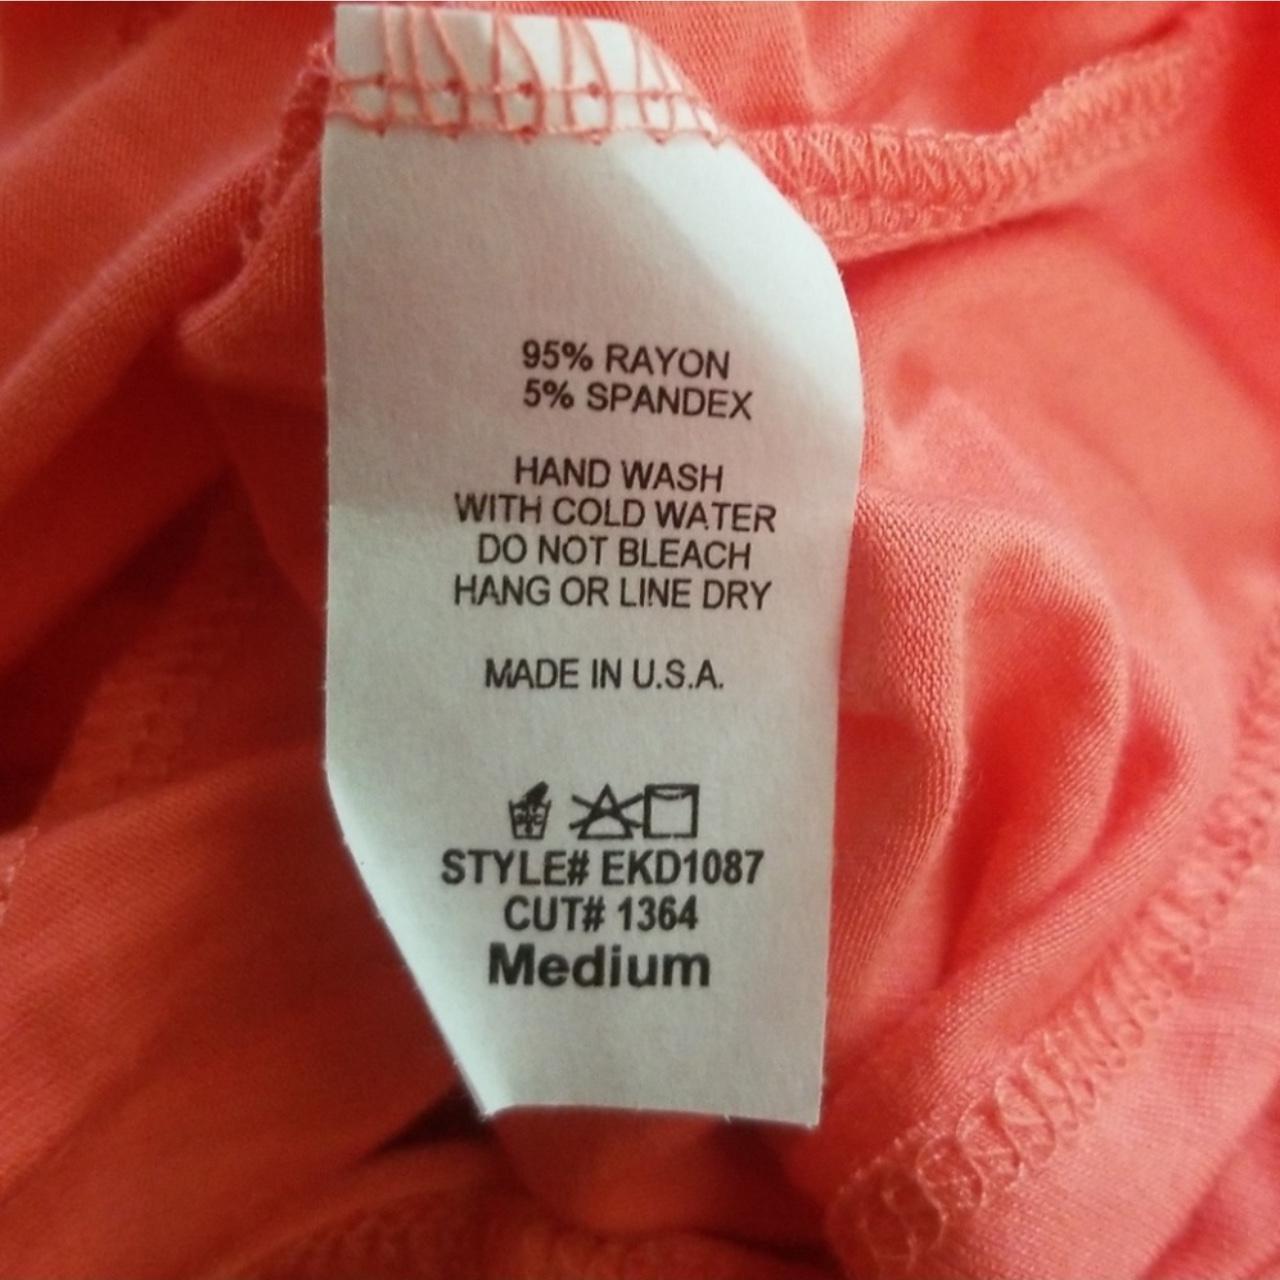 95% RAYON
5% SPANDEX
HAND WASH
WITH COLD WATER
DO NOT BLEACH
HANG OR LINE DRY
MADE IN U.S.A.
STYLE# EKD1087
CUT# 1364
Medium